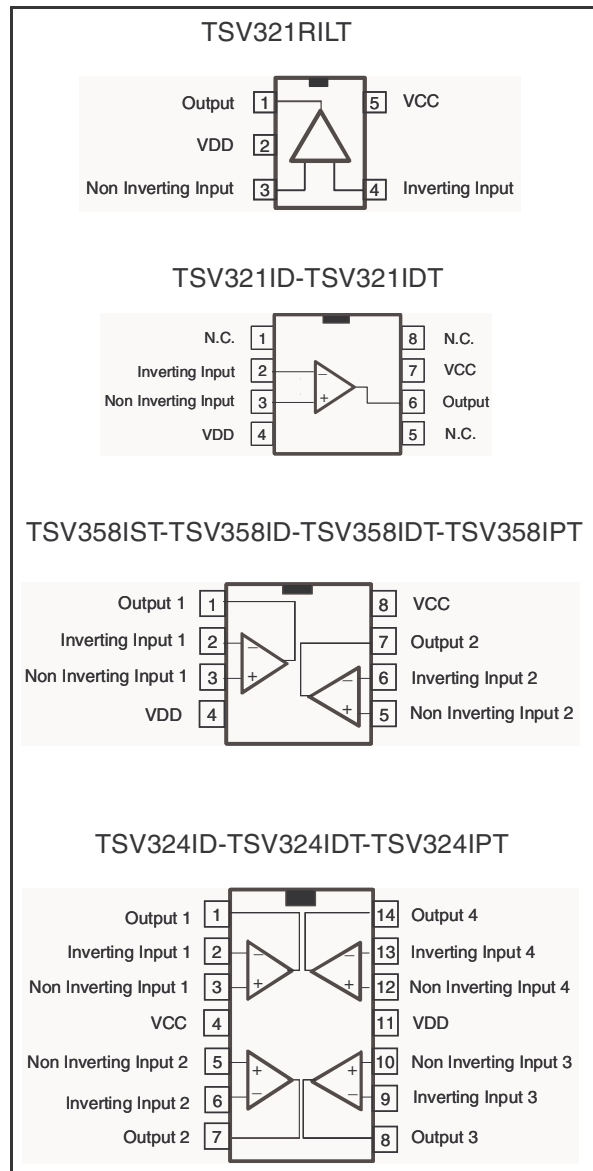 TSV321RILT
Output 1 5 VCC
VDD 2
Non Inverting Input 3 4 Inverting Input
TSV321ID-TSV321IDT
N.C. 1 8 N.C.
Inverting Input 2 − 7 VCC
Non Inverting Input 3 + 6 Output
VDD 4 5 N.C.
TSV358IST-TSV358ID-TSV358IDT-TSV358IPT
Output 1 1 8 VCC
Inverting Input 1 2 − 7 Output 2
Non Inverting Input 1 3 + − 6 Inverting Input 2
VDD 4 + 5 Non Inverting Input 2
TSV324ID-TSV324IDT-TSV324IPT
Output 1 1 14 Output 4
Inverting Input 1 2 − − 13 Inverting Input 4
Non Inverting Input 1 3 + + 12 Non Inverting Input 4
VCC 4 11 VDD
Non Inverting Input 2 5 + + 10 Non Inverting Input 3
Inverting Input 2 6 − − 9 Inverting Input 3
Output 2 7 8 Output 3